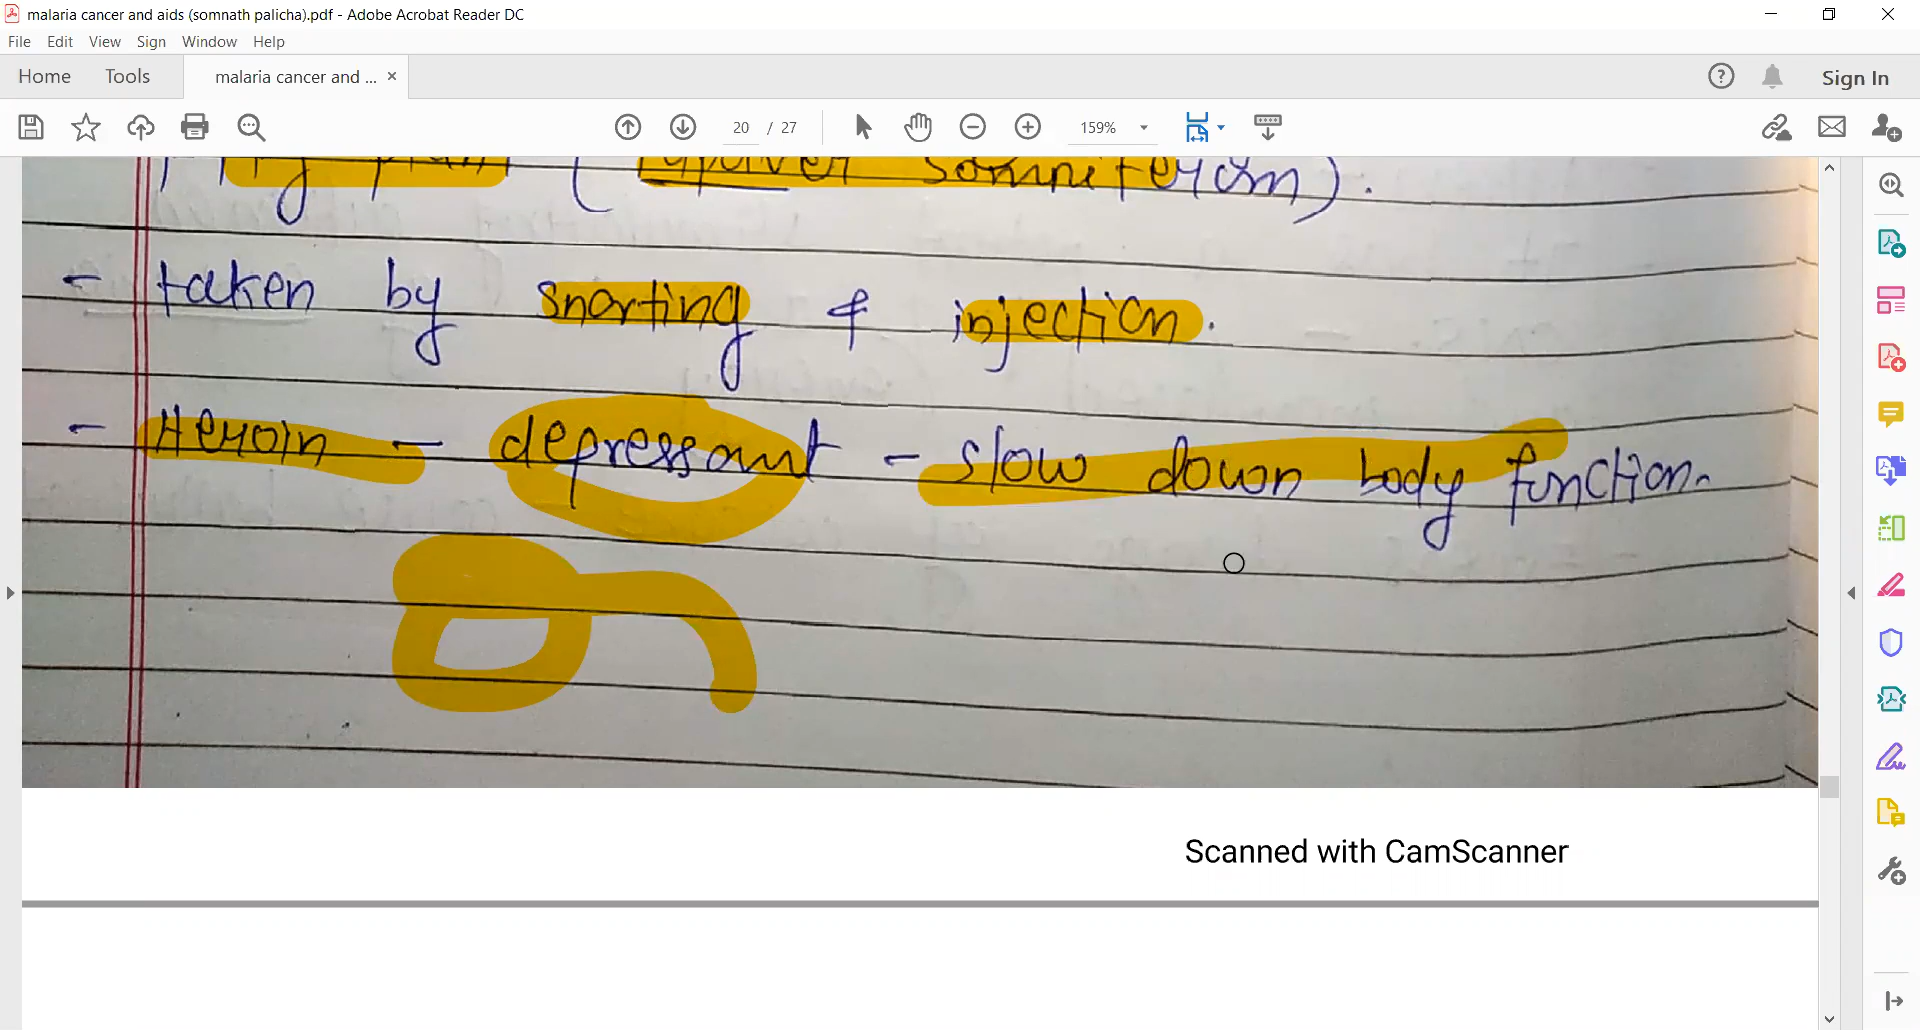 malaria cancer and aids (somnath palicha).pdf - Adobe Acrobat Reader DC
File Edit View Sign Window Help
Home Tools malaria cancer and ... × Sign In
20 / 27 159%
somniferum).
- taken by snorting & injection.
- Heroin - depressant - slow down body function.
Scanned with CamScanner